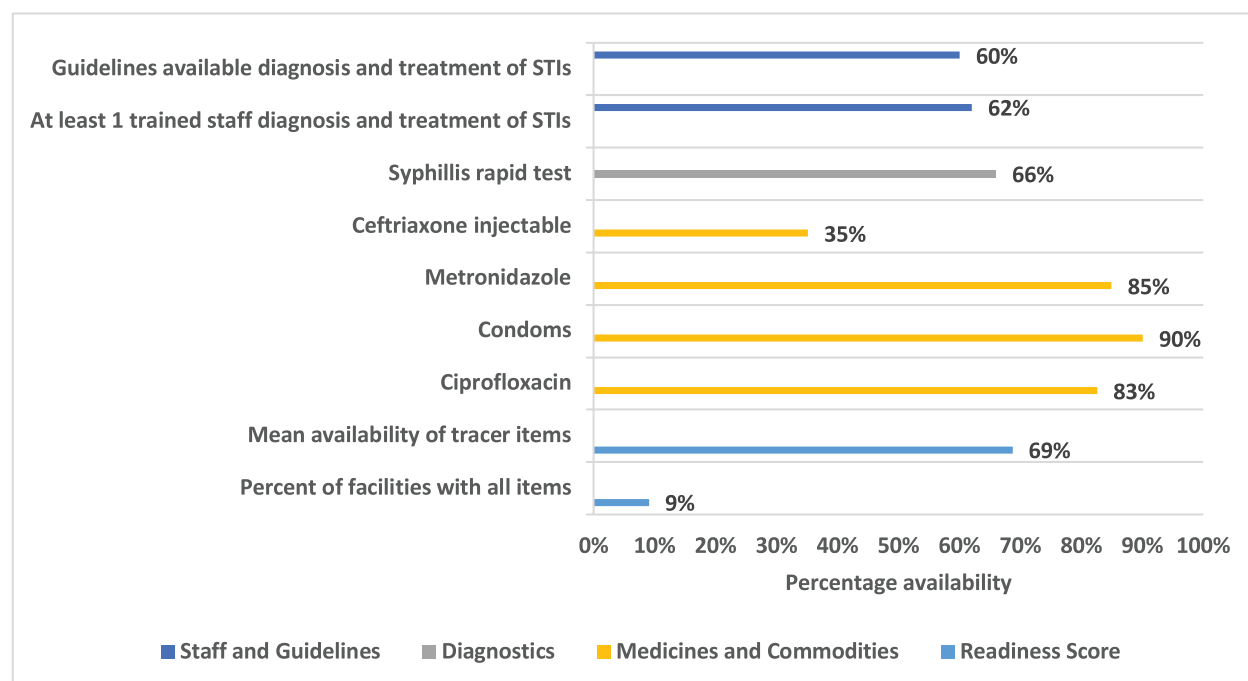 Guidelines available diagnosis and treatment of STIs 60%
At least 1 trained staff diagnosis and treatment of STIs 62%
Syphillis rapid test 66%
Ceftriaxone injectable 35%
Metronidazole 85%
Condoms 90%
Ciprofloxacin 83%
Mean availability of tracer items 69%
Percent of facilities with all items 9%
0% 10% 20% 30% 40% 50% 60% 70% 80% 90% 100%
Percentage availability
Staff and Guidelines Diagnostics Medicines and Commodities Readiness Score